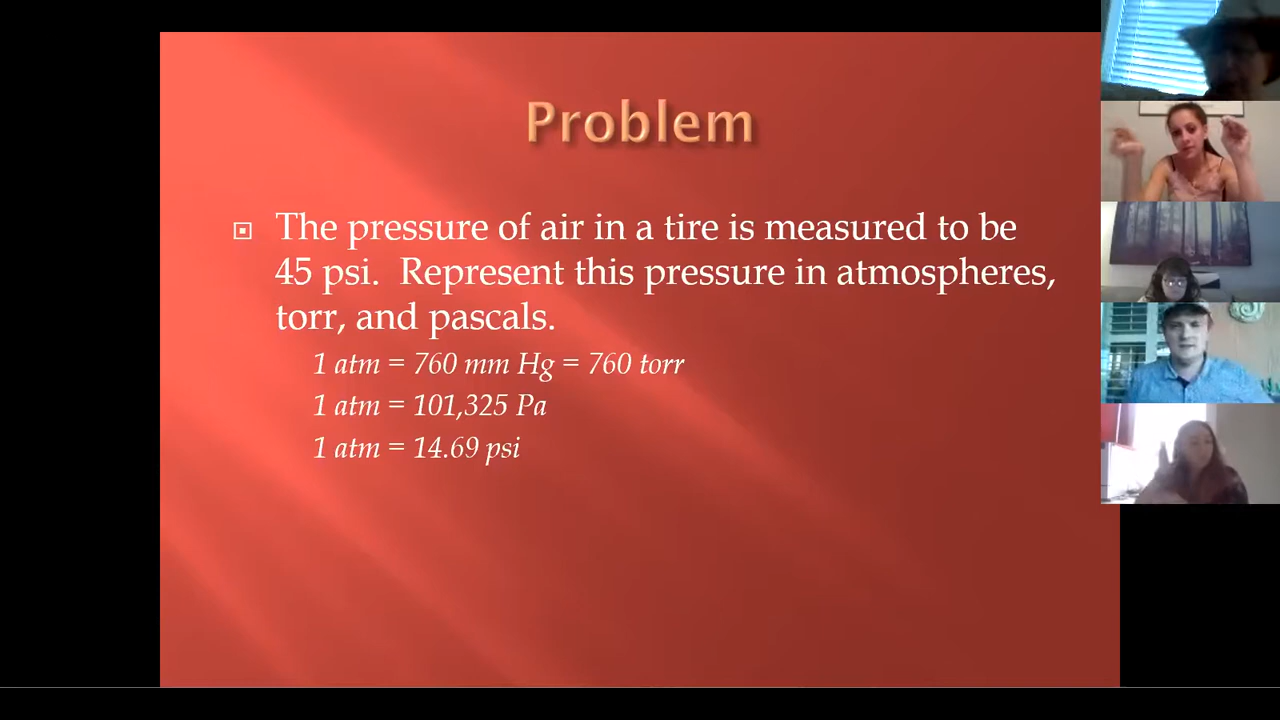 Problem
The pressure of air in a tire is measured to be
45 psi. Represent this pressure in atmospheres,
torr, and pascals.
1 atm = 760 mm Hg = 760 torr
1 atm = 101,325 Pa
1 atm = 14.69 psi